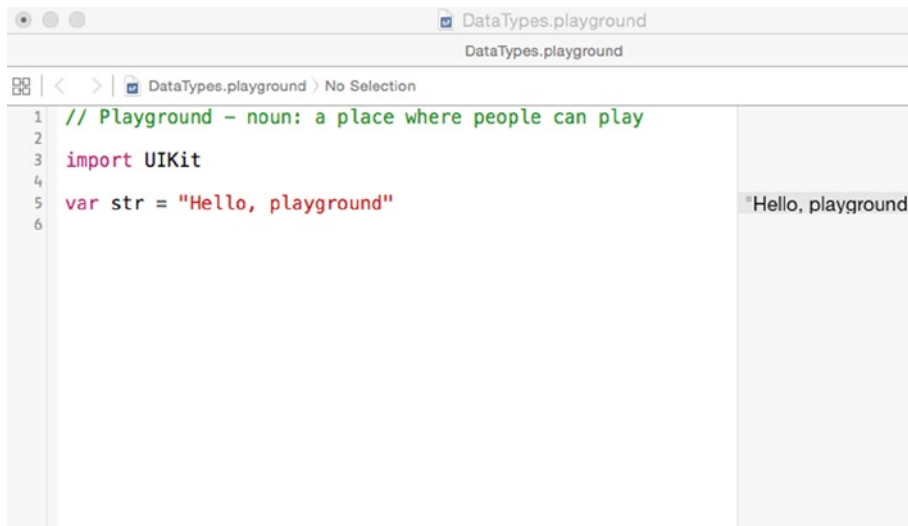 DataTypes.playground
DataTypes.playground
DataTypes.playground 〉 No Selection
1 // Playground – noun: a place where people can play
2
3 import UIKit
4
5 var str = "Hello, playground"
"Hello, playground
6